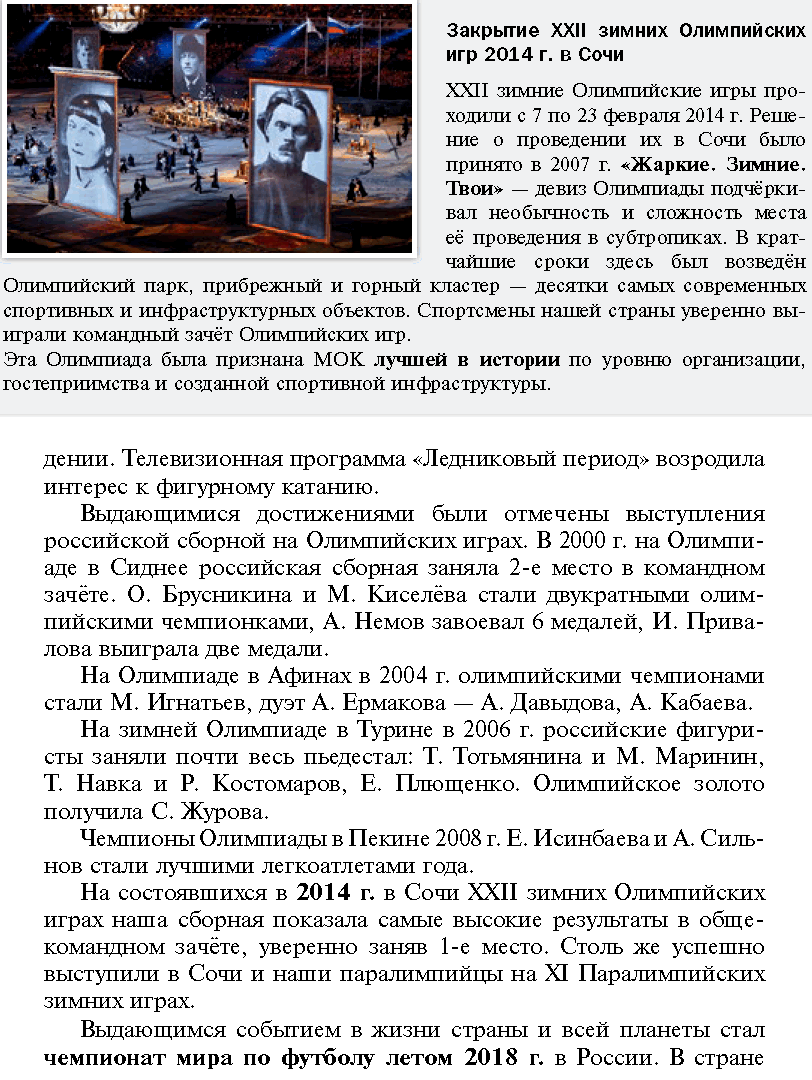 Закрытие XXII зимних Олимпийских
игр 2014 г. в Сочи
XXII зимние Олимпийские игры про-
ходили с 7 по 23 февраля 2014 г. Реше-
ние о проведении их в Сочи было
принято в 2007 г. «Жаркие. Зимние.
Твои» — девиз Олимпиады подчёрки-
вал необычность и сложность места
её проведения в субтропиках. В крат-
чайшие сроки здесь был возведён
Олимпийский парк, прибрежный и горный кластер — десятки самых современных
спортивных и инфраструктурных объектов. Спортсмены нашей страны уверенно вы-
играли командный зачёт Олимпийских игр.
Эта Олимпиада была признана МОК лучшей в истории по уровню организации,
гостеприимства и созданной спортивной инфраструктуры.
дении. Телевизионная программа «Ледниковый период» возродила
интерес к фигурному катанию.
Выдающимися достижениями были отмечены выступления
российской сборной на Олимпийских играх. В 2000 г. на Олимпи-
аде в Сиднее российская сборная заняла 2-е место в командном
зачёте. О. Брусникина и М. Киселёва стали двукратными олим-
пийскими чемпионками, А. Немов завоевал 6 медалей, И. Прива-
лова выиграла две медали.
На Олимпиаде в Афинах в 2004 г. олимпийскими чемпионами
стали М. Игнатьев, дуэт А. Ермакова — А. Давыдова, А. Кабаева.
На зимней Олимпиаде в Турине в 2006 г. российские фигури-
сты заняли почти весь пьедестал: Т. Тотьмянина и М. Маринин,
Т. Навка и Р. Костомаров, Е. Плющенко. Олимпийское золото
получила С. Журова.
Чемпионы Олимпиады в Пекине 2008 г. Е. Исинбаева и А. Силь-
нов стали лучшими легкоатлетами года.
На состоявшихся в 2014 г. в Сочи XXII зимних Олимпийских
играх наша сборная показала самые высокие результаты в обще-
командном зачёте, уверенно заняв 1-е место. Столь же успешно
выступили в Сочи и наши паралимпийцы на XI Паралимпийских
зимних играх.
Выдающимся событием в жизни страны и всей планеты стал
чемпионат мира по футболу летом 2018 г. в России. В стране